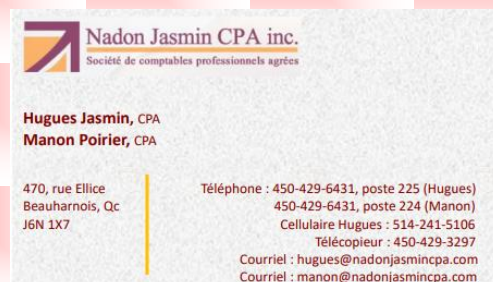 Nadon Jasmin CPA inc.
Société de comptables professionnels agrées
Hugues Jasmin, CPA
Manon Poirier, CPA
470, rue Ellice
Beauharnois, Qc
J6N 1X7
Téléphone : 450-429-6431, poste 225 (Hugues)
450-429-6431, poste 224 (Manon)
Cellulaire Hugues : 514-241-5106
Télécopieur : 450-429-3297
Courriel : hugues@nadonjasmincpa.com
Courriel : manon@nadonjasmincpa.com